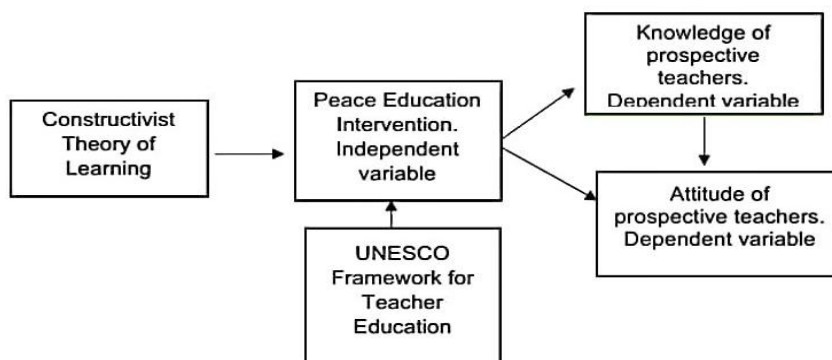 Constructivist
Theory of
Learning
Peace Education
Intervention.
Independent
variable
UNESCO
Framework for
Teacher
Education
Knowledge of
prospective
teachers.
Dependent variable
Attitude of
prospective teachers.
Dependent variable